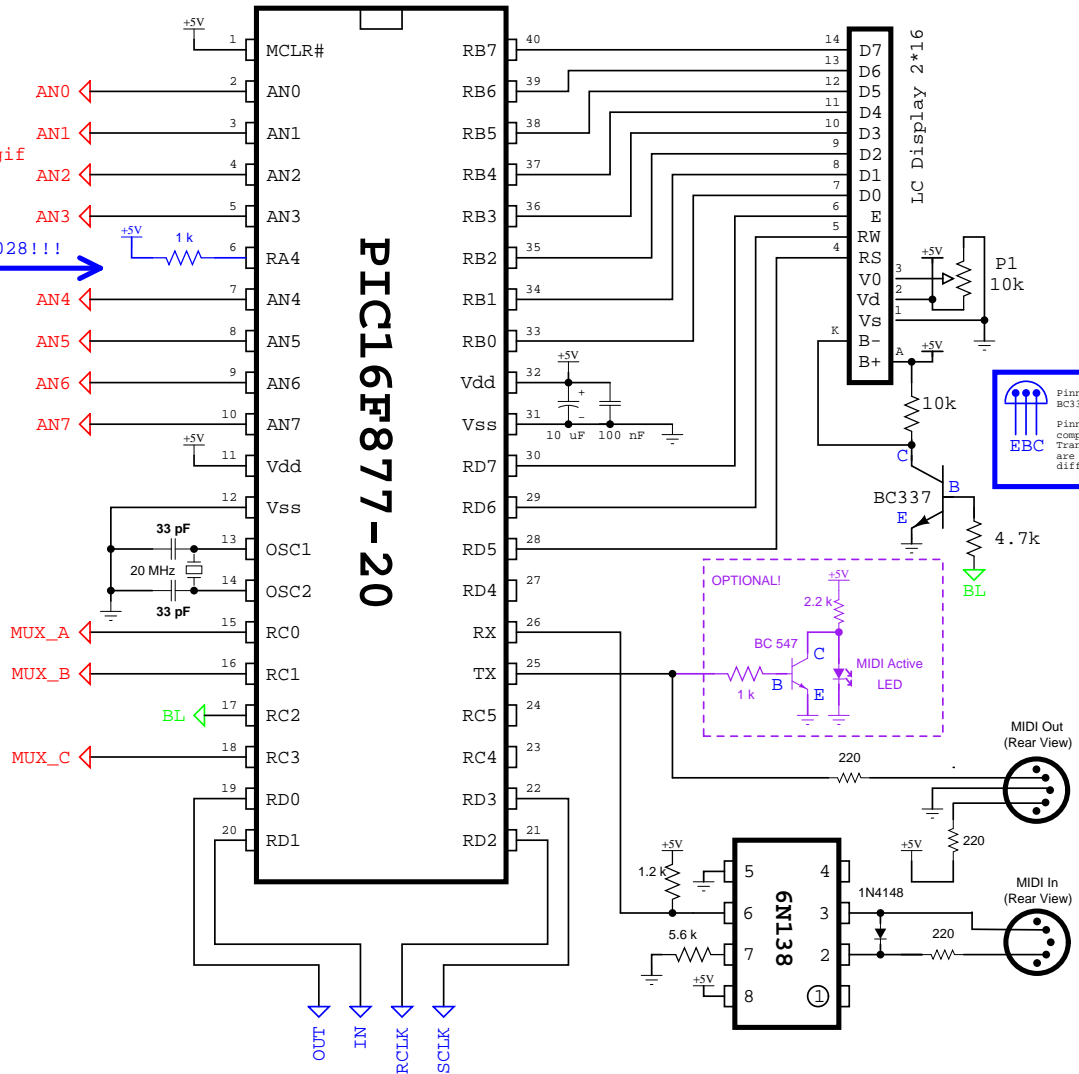 PIC16F877-20
+5V
1 MCLR#
2 AN0
3 AN1
4 AN2
5 AN3
6 RA4
7 AN4
8 AN5
9 AN6
10 AN7
11 Vdd
12 Vss
13 OSC1
14 OSC2
15 RC0
16 RC1
17 RC2
18 RC3
19 RD0
20 RD1
RB7 40
RB6 39
RB5 38
RB4 37
RB3 36
RB2 35
RB1 34
RB0 33
Vdd 32
Vss 31
RD7 30
RD6 29
RD5 28
RD4 27
RX 26
TX 25
RC5 24
RC4 23
RD3 22
RD2 21
AN0
AN1
gif
AN2
AN3
+5V
1 k
028!!!
AN4
AN5
AN6
AN7
+5V
33 pF
20 MHz
33 pF
MUX_A
MUX_B
BL
MUX_C
OUT
IN
RCLK
SCLK
+5V
+
-
10 uF
100 nF
LC Display 2*16
14 D7
13 D6
12 D5
11 D4
10 D3
9 D2
8 D1
7 D0
6 E
5 RW
4 RS
3 V0
2 Vd
1 Vs
K B-
A B+
+5V
P1
10k
+5V
10k
C
BC337
B
E
4.7k
BL
EBC
Pinn
BC33
Pinn
comp
Tran
are
diff
OPTIONAL!
+5V
2.2 k
BC 547
C
B
E
1 k
MIDI Active
LED
MIDI Out
(Rear View)
220
+5V
220
MIDI In
(Rear View)
1N4148
220
6N138
5 4
6 3
7 2
8 1
+5V
1.2 k
5.6 k
+5V